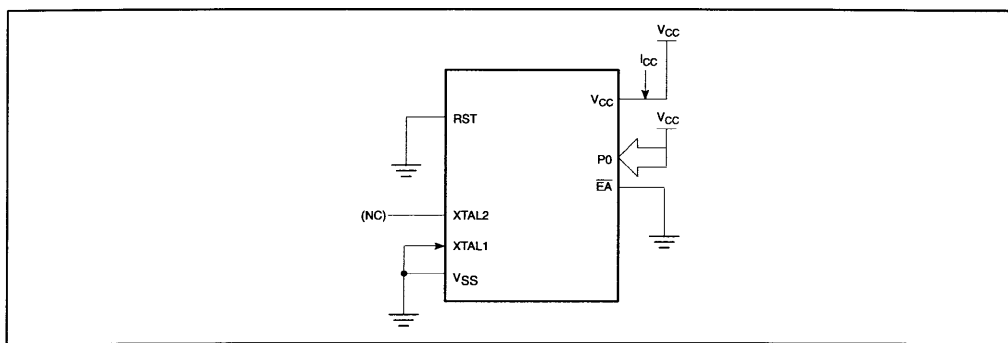 VCC
ICC
VCC
RST
VCC
P0
EA
(NC)
XTAL2
XTAL1
VSS